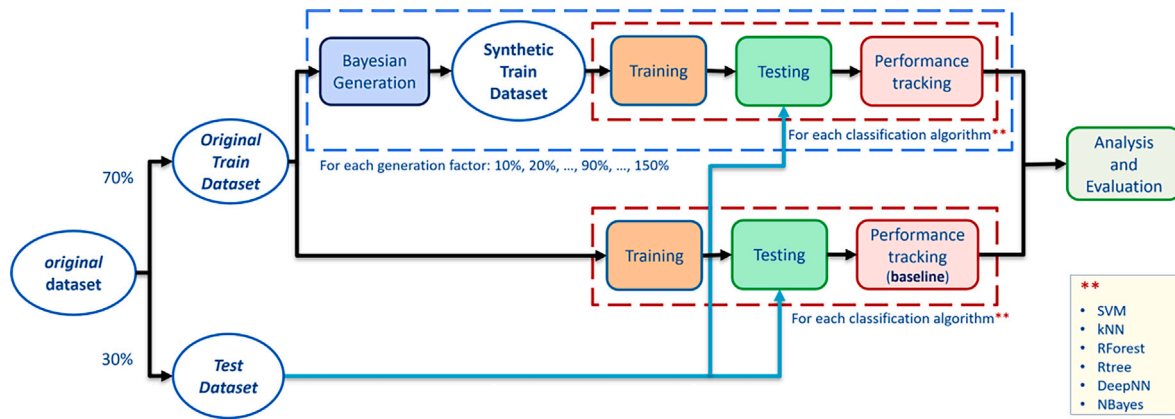 Bayesian
Generation
Synthetic
Train
Dataset
Training
Testing
Performance
tracking
For each classification algorithm**
For each generation factor: 10%, 20%, ..., 90%, ..., 150%
Original
Train
Dataset
70%
Analysis
and
Evaluation
original
dataset
Training
Testing
Performance
tracking
(baseline)
For each classification algorithm**
30%
Test
Dataset
**
• SVM
• kNN
• RForest
• Rtree
• DeepNN
• NBayes